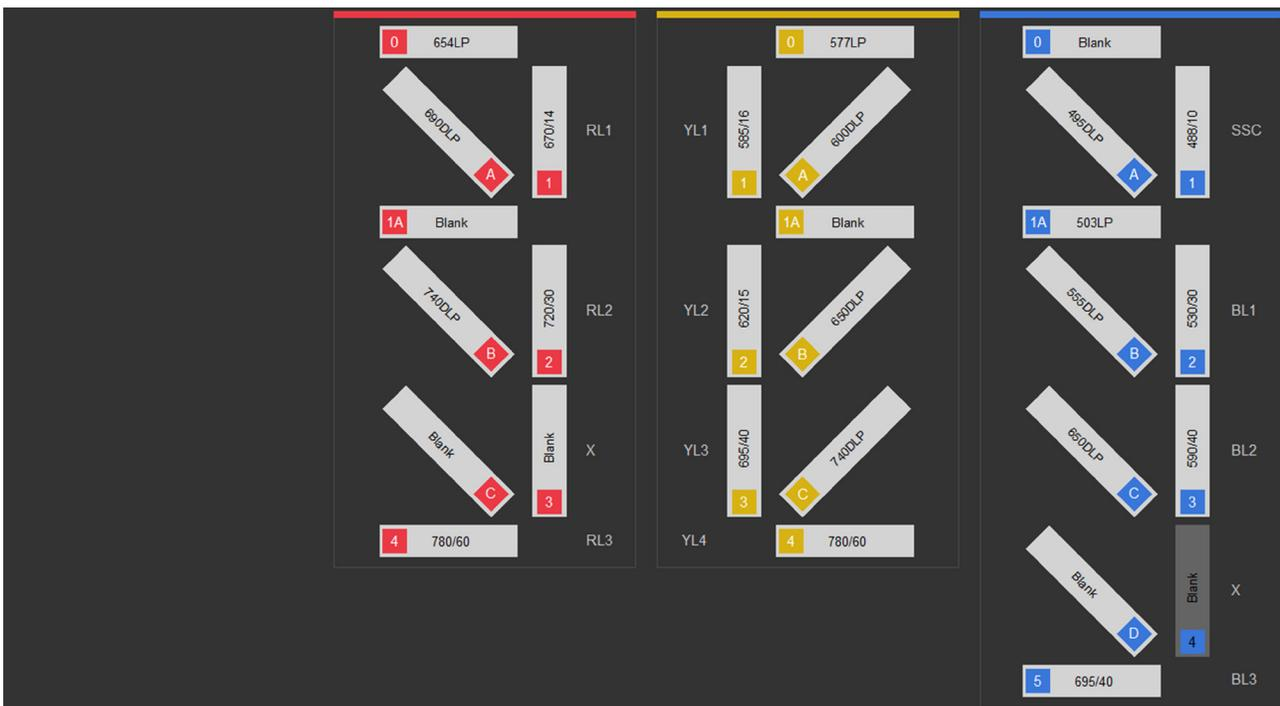 0 654LP
690DLP A
670/14 1
RL1
1A Blank
740DLP B
720/30 2
RL2
Blank C
Blank 3
X
4 780/60
RL3
0 577LP
YL1
585/16 1
600DLP A
1A Blank
YL2
620/15 2
650DLP B
YL3
695/40 3
740DLP C
YL4
4 780/60
0 Blank
495DLP A
488/10 1
SSC
1A 503LP
555DLP B
530/30 2
BL1
650DLP C
590/40 3
BL2
Blank D
Blank 4
X
5 695/40
BL3